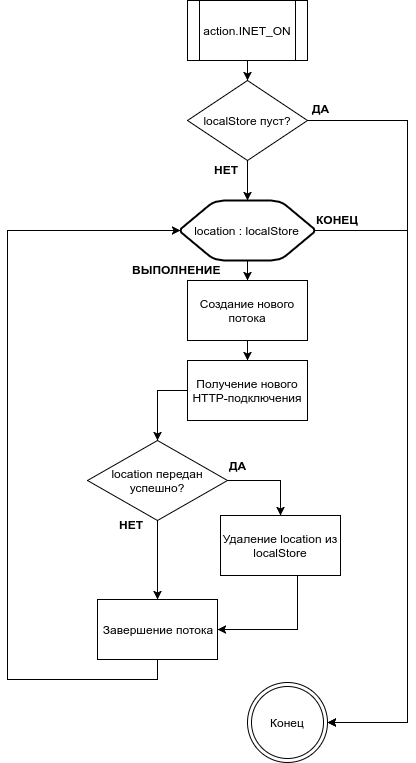 action.INET_ON
ДА
localStore пуст?
НЕТ
КОНЕЦ
location : localStore
ВЫПОЛНЕНИЕ
Создание нового
потока
Получение нового
HTTP-подключения
ДА
location передан
успешно?
НЕТ
Удаление location из
localStore
Завершение потока
Конец